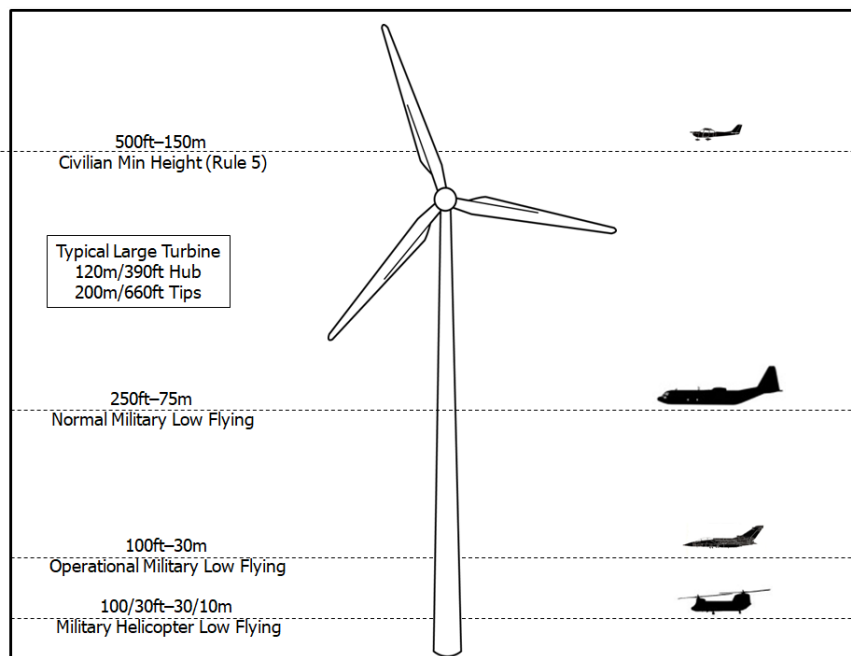 500ft–150m
Civilian Min Height (Rule 5)
Typical Large Turbine
120m/390ft Hub
200m/660ft Tips
250ft–75m
Normal Military Low Flying
100ft–30m
Operational Military Low Flying
100/30ft–30/10m
Military Helicopter Low Flying